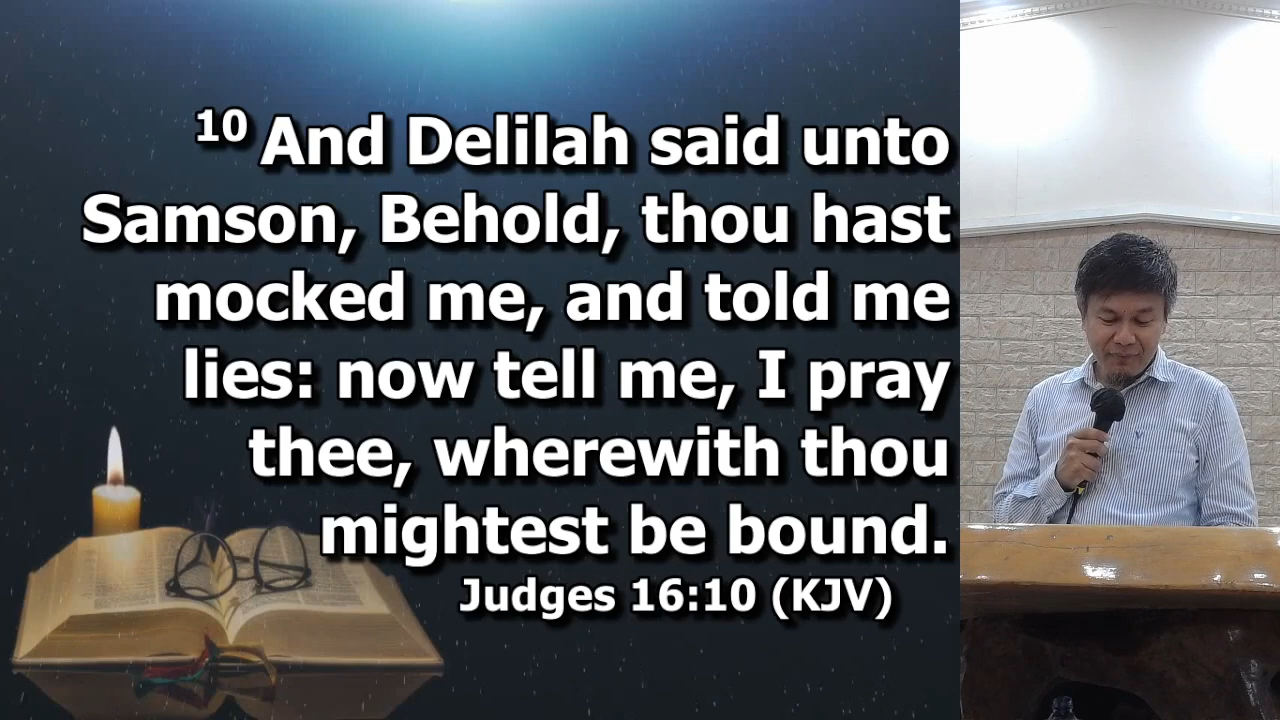 10 And Delilah said unto
Samson, Behold, thou hast
mocked me, and told me
lies: now tell me, I pray
thee, wherewith thou
mightest be bound.
Judges 16:10 (KJV)